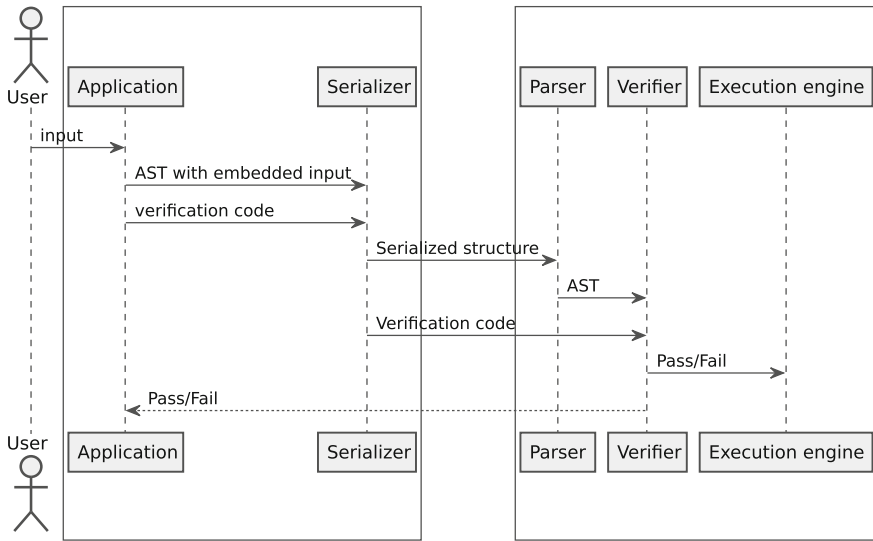 User
Application
Serializer
Parser
Verifier
Execution engine
input
AST with embedded input
verification code
Serialized structure
AST
Verification code
Pass/Fail
Pass/Fail
User
Application
Serializer
Parser
Verifier
Execution engine